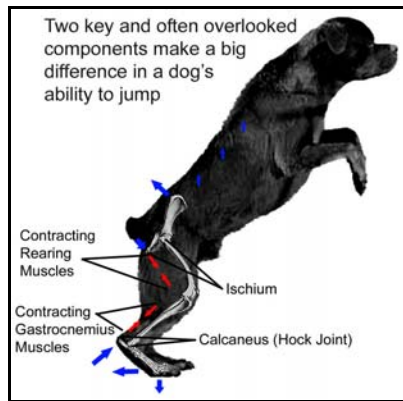 Two key and often overlooked
components make a big
difference in a dog's
ability to jump
Contracting
Rearing
Muscles
Ischium
Contracting
Gastrocnemius
Muscles
Calcaneus (Hock Joint)